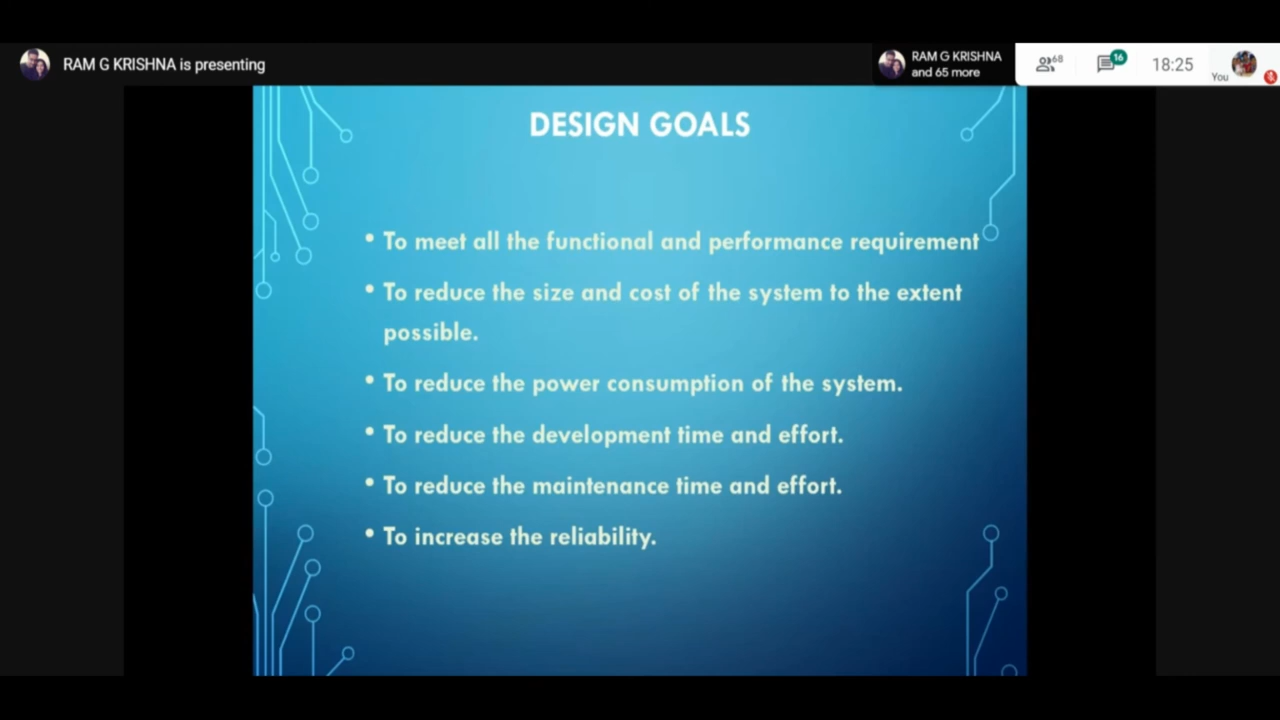 RAM G KRISHNA is presenting
RAM G KRISHNA
and 65 more
68
16
18:25
You
DESIGN GOALS
• To meet all the functional and performance requirement
• To reduce the size and cost of the system to the extent
possible.
• To reduce the power consumption of the system.
• To reduce the development time and effort.
• To reduce the maintenance time and effort.
• To increase the reliability.